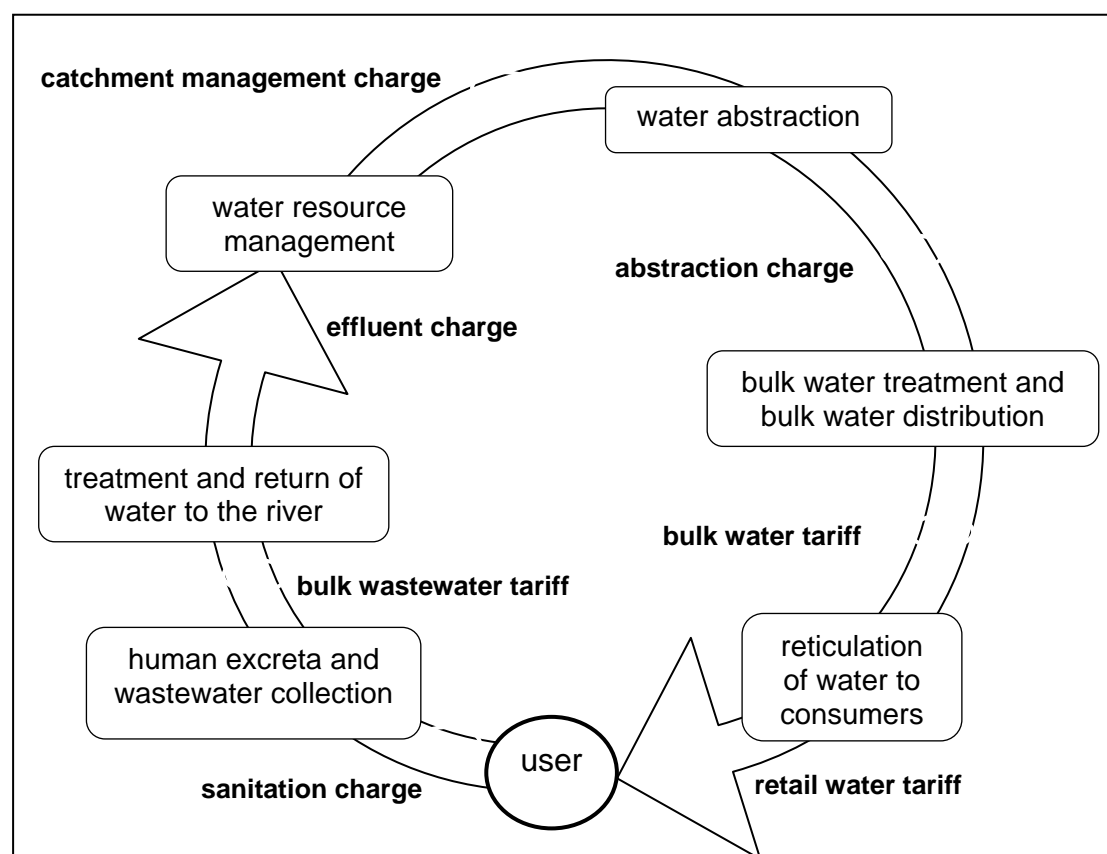 catchment management charge
water abstraction
water resource
management
abstraction charge
effluent charge
bulk water treatment and
bulk water distribution
treatment and return of
water to the river
bulk water tariff
bulk wastewater tariff
human excreta and
wastewater collection
reticulation
of water to
consumers
user
sanitation charge
retail water tariff